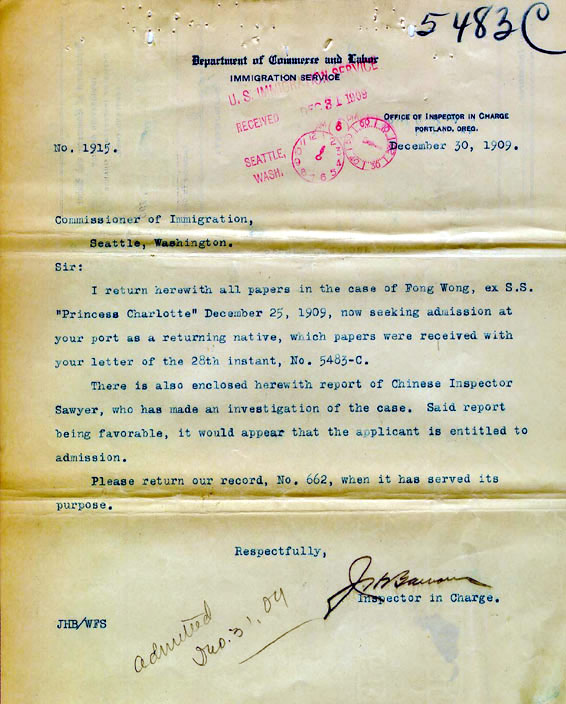 5483C
Department of Commerce and Labor
IMMIGRATION SERVICE
U. S. IMMIGRATION SERVICE
RECEIVED DEC 31 1909
SEATTLE,
WASH.
OFFICE OF INSPECTOR IN CHARGE
PORTLAND, OREG.
No. 1915.
December 30, 1909.
Commissioner of Immigration,
Seattle, Washington.
Sir:
I return herewith all papers in the case of Fong Wong, ex S.S.
"Princess Charlotte" December 25, 1909, now seeking admission at
your port as a returning native, which papers were received with
your letter of the 28th instant, No. 5483-C.
There is also enclosed herewith report of Chinese Inspector
Sawyer, who has made an investigation of the case. Said report
being favorable, it would appear that the applicant is entitled to
admission.
Please return our record, No. 662, when it has served its
purpose.
Respectfully,
Inspector in Charge.
JHB/WFS
admitted